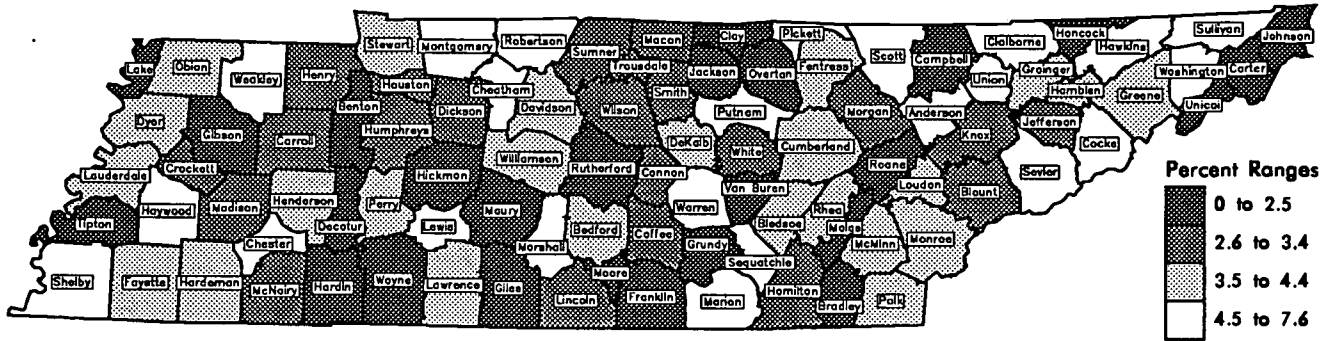 Stewart
Montgomery
Robertson
Sumner
Macon
Clay
Pickett
Scott
Campbell
Claiborne
Hancock
Hawkins
Sullivan
Johnson
Lake
Obion
Weakley
Henry
Houston
Cheatham
Trousdale
Jackson
Overton
Fentress
Union
Grainger
Washington
Carter
Dyer
Gibson
Benton
Dickson
Davidson
Wilson
Smith
Putnam
Morgan
Anderson
Hamblen
Greene
Unicoi
Carroll
Humphreys
Williamson
DeKalb
White
Cumberland
Knox
Jefferson
Cocke
Lauderdale
Crockett
Hickman
Rutherford
Cannon
Roane
Loudon
Blount
Sevier
Tipton
Haywood
Madison
Henderson
Decatur
Perry
Lewis
Maury
Van Buren
Warren
Bledsoe
Rhea
Meigs
McMinn
Monroe
Chester
Marshall
Bedford
Coffee
Grundy
Sequatchie
Shelby
Fayette
Hardeman
McNairy
Hardin
Wayne
Lawrence
Giles
Moore
Lincoln
Franklin
Marion
Hamilton
Bradley
Polk
Percent Ranges
0 to 2.5
2.6 to 3.4
3.5 to 4.4
4.5 to 7.6